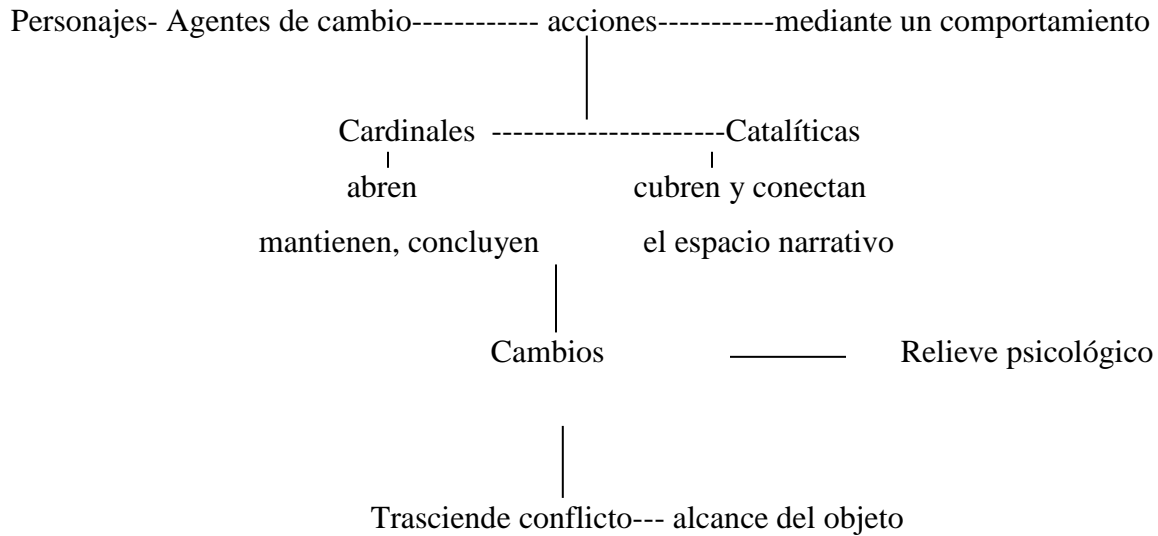 Personajes- Agentes de cambio------------ acciones-----------mediante un comportamiento
Cardinales ----------------------Catalíticas
abren cubren y conectan
mantienen, concluyen el espacio narrativo
Cambios Relieve psicológico
Trasciende conflicto--- alcance del objeto